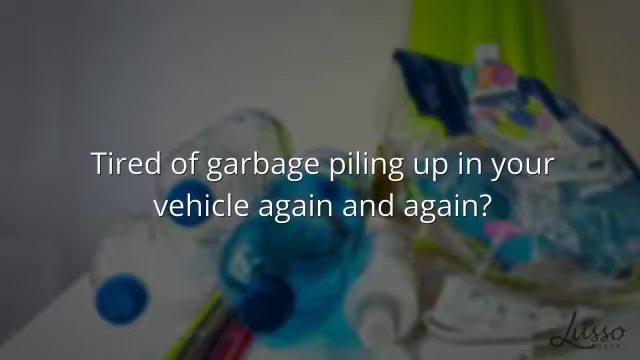 Tired of garbage piling up in your
vehicle again and again?
Lusso